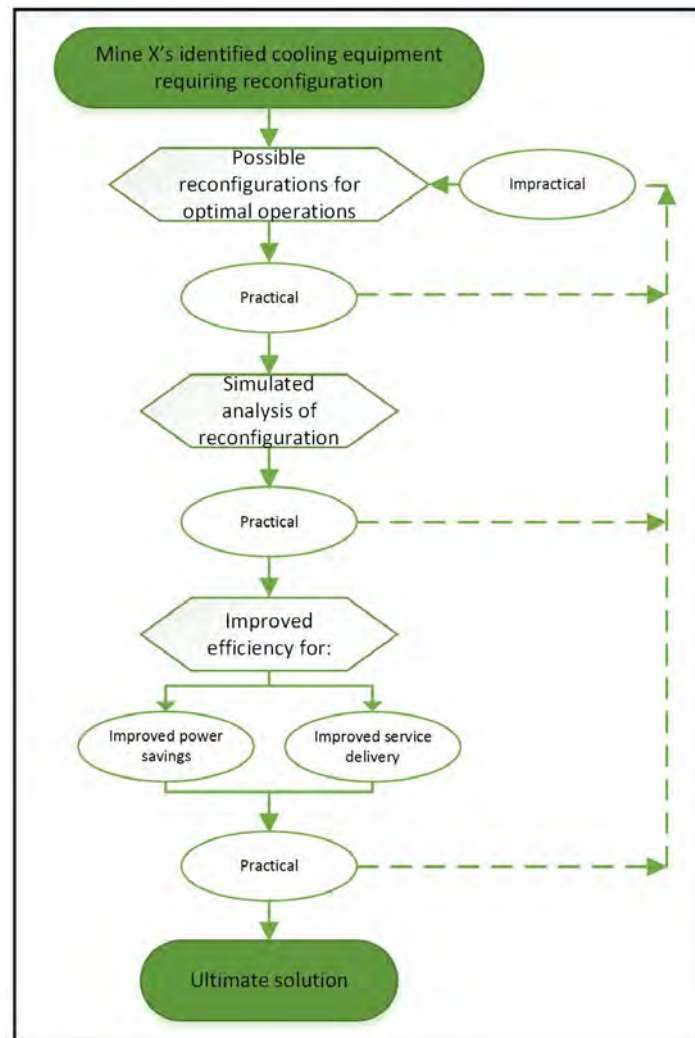 Mine X's identified cooling equipment
requiring reconfiguration
Possible
reconfigurations for
optimal operations
Impractical
Practical
Simulated
analysis of
reconfiguration
Practical
Improved
efficiency for:
Improved power
savings
Improved service
delivery
Practical
Ultimate solution